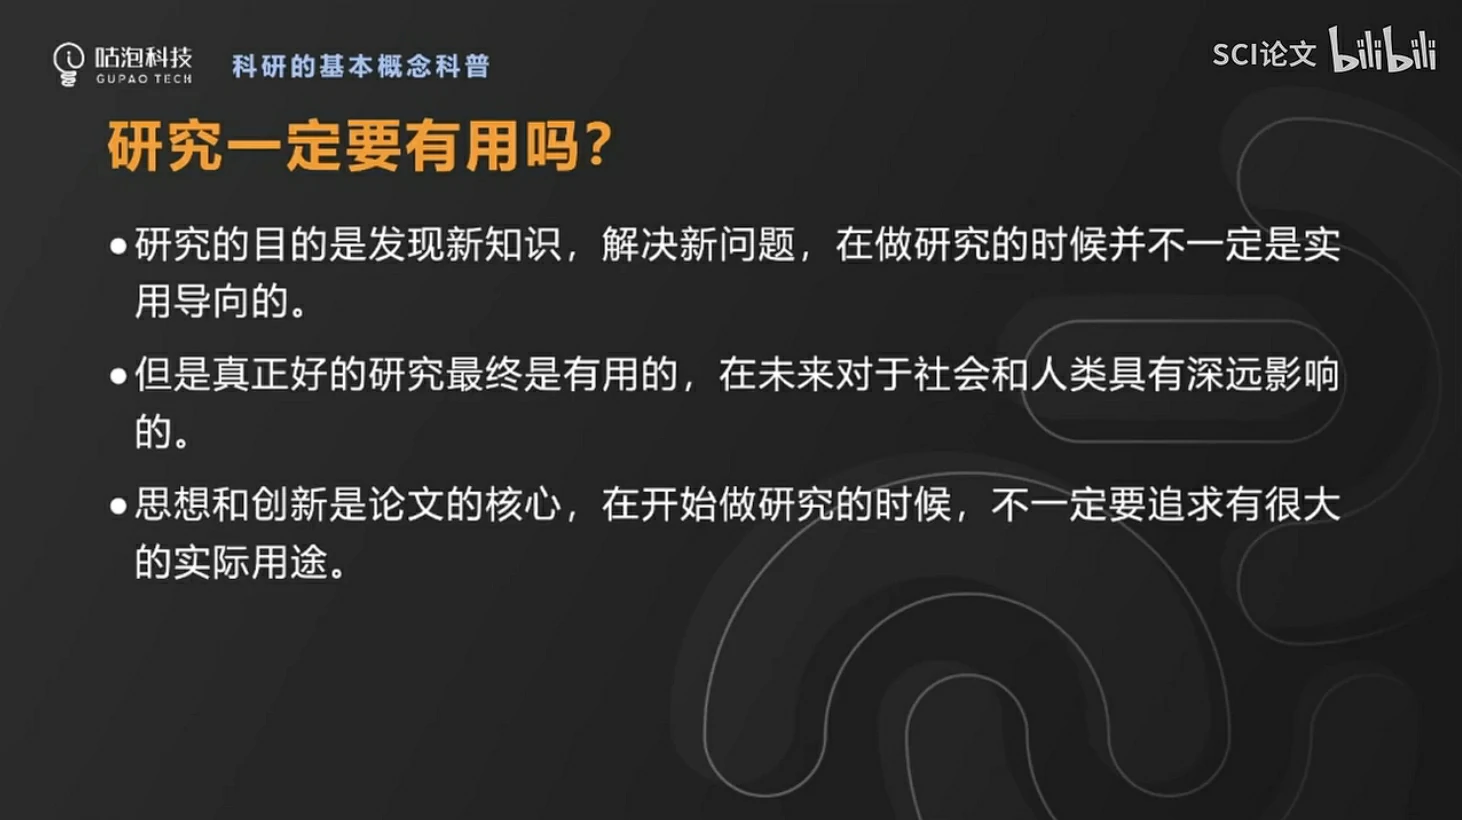 咕泡科技
GUPAO TECH
科研的基本概念科普
SCI论文 bilibili
研究一定要有用吗？
●研究的目的是发现新知识，解决新问题，在做研究的时候并不一定是实
用导向的。
●但是真正好的研究最终是有用的，在未来对于社会和人类具有深远影响
的。
●思想和创新是论文的核心，在开始做研究的时候，不一定要追求有很大
的实际用途。